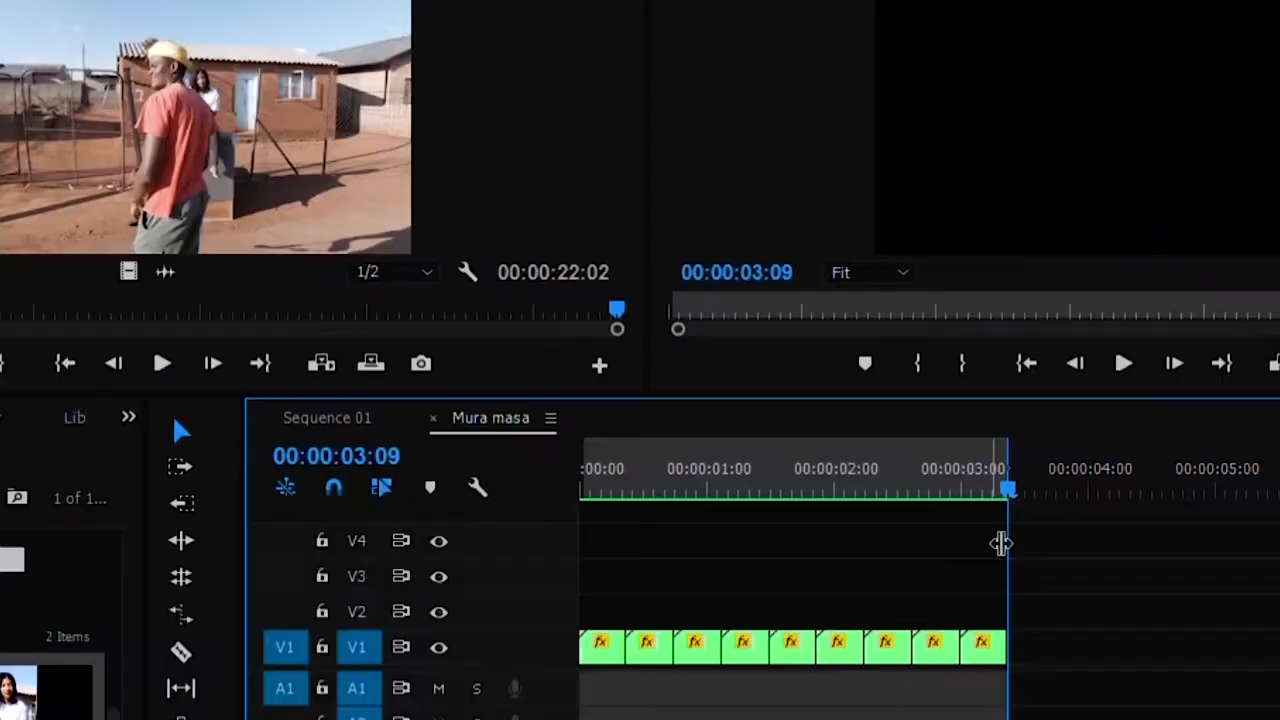 1/2
00:00:22:02
00:00:03:09
Fit
Lib
Sequence 01
× Mura masa
00:00:03:09
:00:00
00:00:01:00
00:00:02:00
00:00:03:00
00:00:04:00
00:00:05:00
1 of 1...
V4
V3
V2
2 Items
V1
V1
fx
fx
fx
fx
fx
fx
fx
fx
fx
A1
A1
M
S